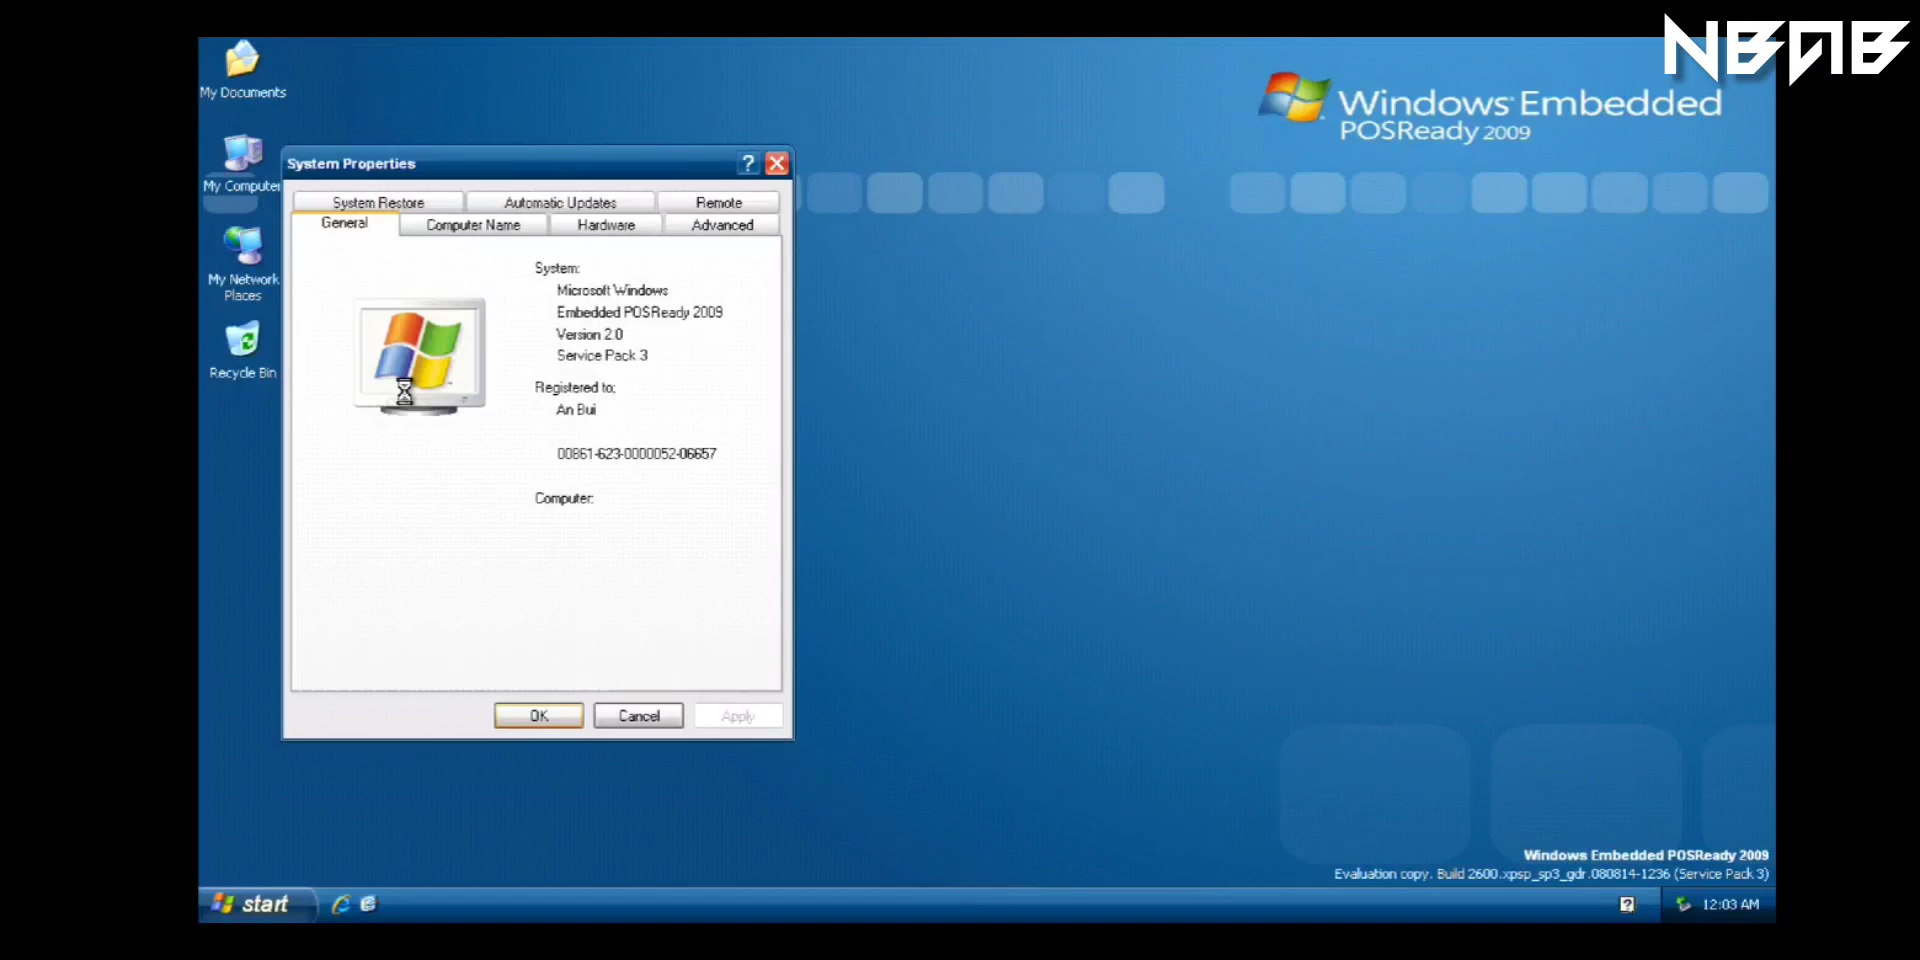 NBAB
My Documents
Windows Embedded
POSReady 2009
System Properties
?
My Computer
System Restore
Automatic Updates
Remote
General
Computer Name
Hardware
Advanced
My Network
Places
System:
Microsoft Windows
Embedded POSReady 2009
Version 2.0
Service Pack 3
Recycle Bin
Registered to:
An Bui
00861-623-0000052-06657
Computer:
OK
Cancel
Apply
Windows Embedded POSReady 2009
Evaluation copy. Build 2600.xpsp_sp3_gdr.080814-1236 (Service Pack 3)
start
?
12:03 AM